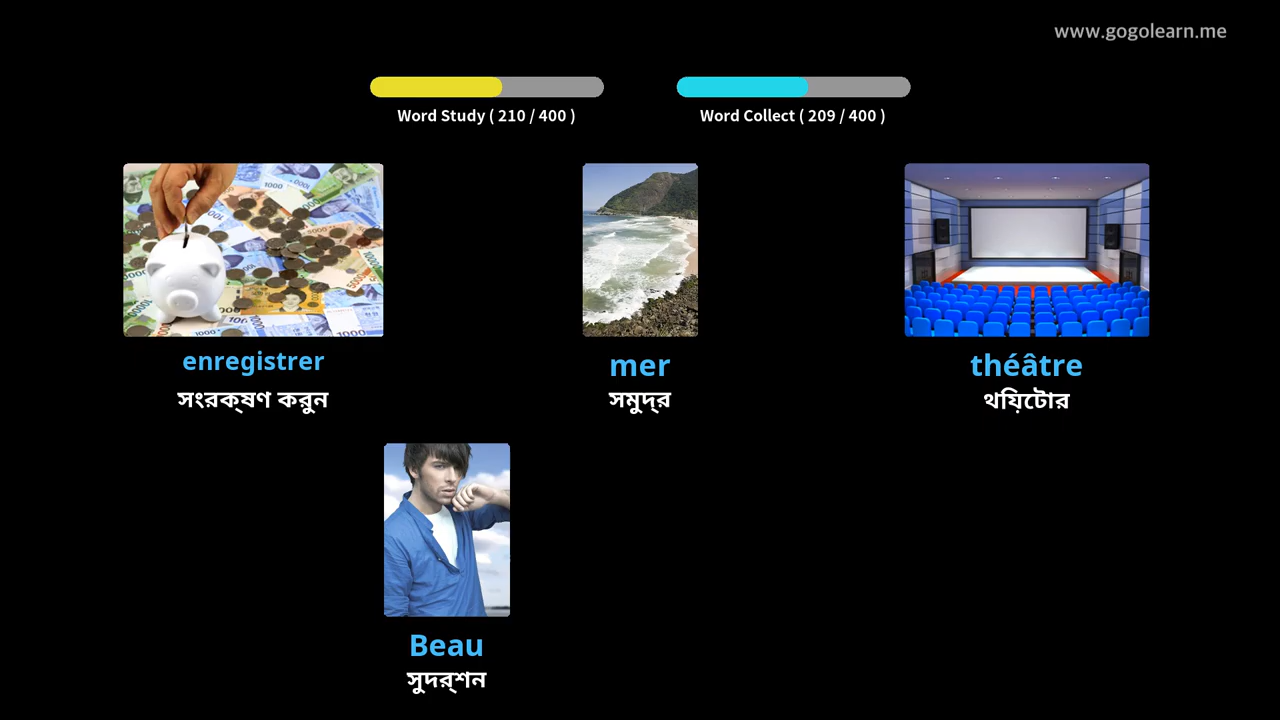 www.gogolearn.me
Word Study ( 210 / 400 )
Word Collect ( 209 / 400 )
enregistrer
সংরক্ষণ করুন
mer
সমুদ্র
théâtre
থিয়েটার
Beau
সুদর্শন